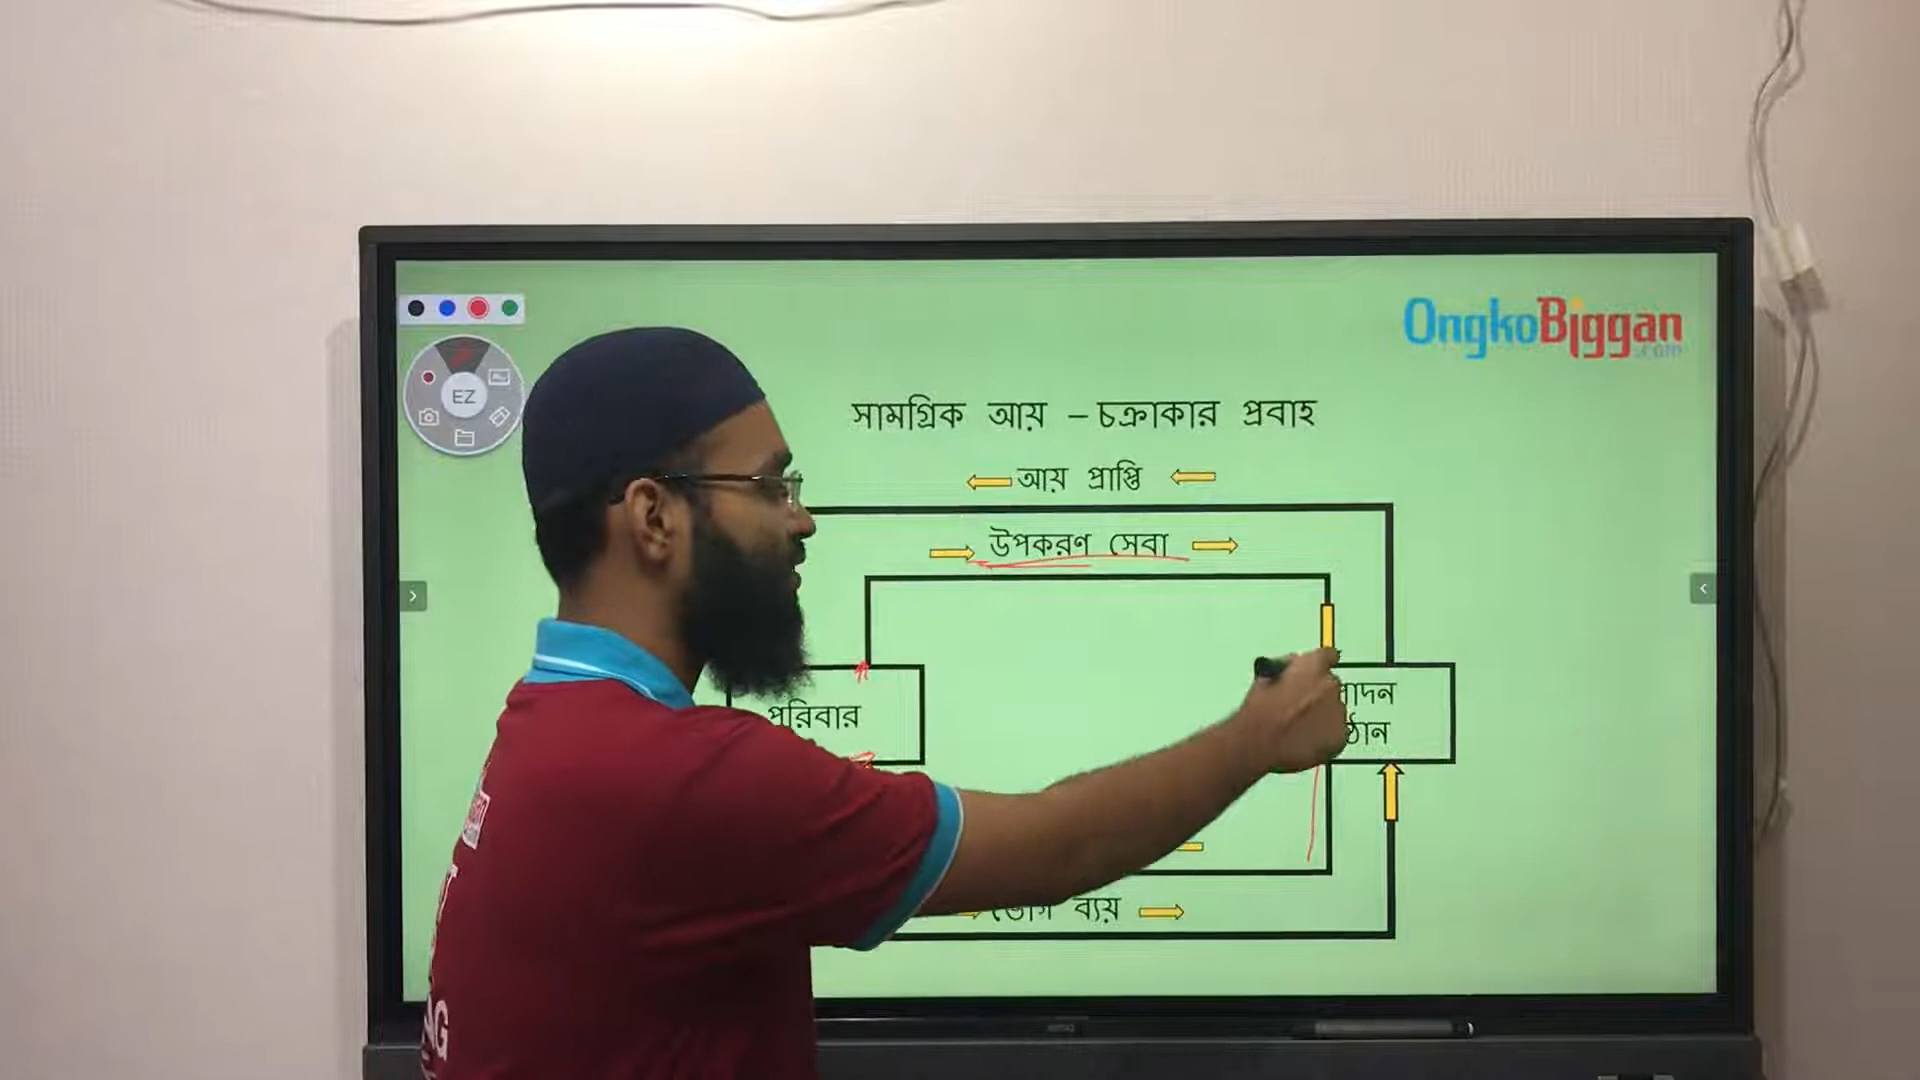 OngkoBiggan
.com
EZ
সামগ্রিক আয় – চক্রাকার প্রবাহ
আয় প্রাপ্তি
উপকরণ সেবা
পরিবার
ব্যয়